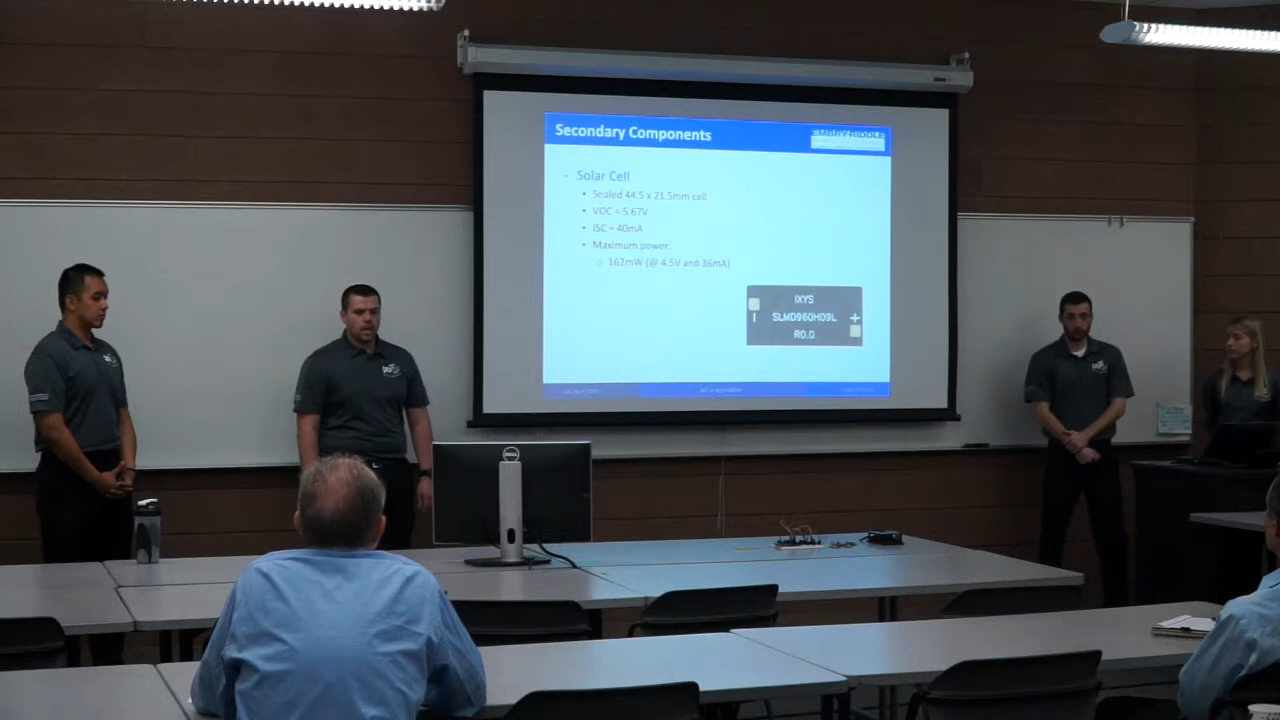 Secondary Components
EMBRY-RIDDLE
- Solar Cell
• Sealed 44.5 x 21.5mm cell
• VOC = 5.67V
• ISC = 40mA
• Maximum power:
○ 162mW (@ 4.5V and 36mA)
IXYS
SLMD960H09L
R0.0
DELL